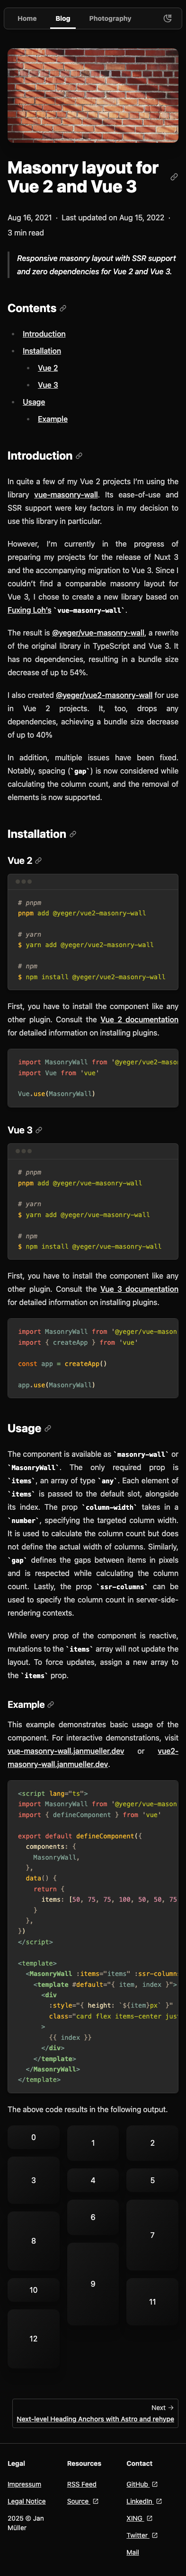 Home Blog Photography
Masonry layout for
Vue 2 and Vue 3
Aug 16, 2021 · Last updated on Aug 15, 2022 ·
3 min read
Responsive masonry layout with SSR support
and zero dependencies for Vue 2 and Vue 3.
Contents
Introduction
Installation
Vue 2
Vue 3
Usage
Example
Introduction
In quite a few of my Vue 2 projects I'm using the
library vue-masonry-wall. Its ease-of-use and
SSR support were key factors in my decision to
use this library in particular.
However, I'm currently in the progress of
preparing my projects for the release of Nuxt 3
and the accompanying migration to Vue 3. Since I
couldn't find a comparable masonry layout for
Vue 3, I chose to create a new library based on
Fuxing Loh's `vue-masonry-wall`.
The result is @yeger/vue-masonry-wall, a rewrite
of the original library in TypeScript and Vue 3. It
has no dependencies, resulting in a bundle size
decrease of up to 54%.
I also created @yeger/vue2-masonry-wall for use
in Vue 2 projects. It, too, drops any
dependencies, achieving a bundle size decrease
of up to 40%
In addition, multiple issues have been fixed.
Notably, spacing (`gap`) is now considered while
calculating the column count, and the removal of
elements is now supported.
Installation
Vue 2
# pnpm
pnpm add @yeger/vue2-masonry-wall
# yarn
$ yarn add @yeger/vue2-masonry-wall
# npm
$ npm install @yeger/vue2-masonry-wall
First, you have to install the component like any
other plugin. Consult the Vue 2 documentation
for detailed information on installing plugins.
import MasonryWall from '@yeger/vue2-mason
import Vue from 'vue'
Vue.use(MasonryWall)
Vue 3
# pnpm
pnpm add @yeger/vue-masonry-wall
# yarn
$ yarn add @yeger/vue-masonry-wall
# npm
$ npm install @yeger/vue-masonry-wall
First, you have to install the component like any
other plugin. Consult the Vue 3 documentation
for detailed information on installing plugins.
import MasonryWall from '@yeger/vue-mason
import { createApp } from 'vue'
const app = createApp()
app.use(MasonryWall)
Usage
The component is available as `masonry-wall` or
`MasonryWall`. The only required prop is
`items`, an array of type `any`. Each element of
`items` is passed to the default slot, alongside
its index. The prop `column-width` takes in a
`number`, specifying the targeted column width.
It is used to calculate the column count but does
not define the actual width of columns. Similarly,
`gap` defines the gaps between items in pixels
and is respected while calculating the column
count. Lastly, the prop `ssr-columns` can be
used to specify the column count in server-side-
rendering contexts.
While every prop of the component is reactive,
mutations to the `items` array will not update the
layout. To force updates, assign a new array to
the `items` prop.
Example
This example demonstrates basic usage of the
component. For interactive demonstrations, visit
vue-masonry-wall.janmueller.dev or vue2-
masonry-wall.janmueller.dev.
<script lang="ts">
import MasonryWall from '@yeger/vue-mason
import { defineComponent } from 'vue'
export default defineComponent({
components: {
MasonryWall,
},
data() {
return {
items: [50, 75, 75, 100, 50, 50, 75
}
},
})
</script>
<template>
<MasonryWall :items="items" :ssr-column
<template #default="{ item, index }">
<div
:style="{ height: `${item}px` }"
class="card flex items-center jus
>
{{ index }}
</div>
</template>
</MasonryWall>
</template>
The above code results in the following output.
0
1
2
3
4
5
6
7
8
9
10
11
12
Next →
Next-level Heading Anchors with Astro and rehype
Legal Resources Contact
Impressum RSS Feed GitHub
Legal Notice Source LinkedIn
2025 © Jan
Müller
XING
Twitter
Mail